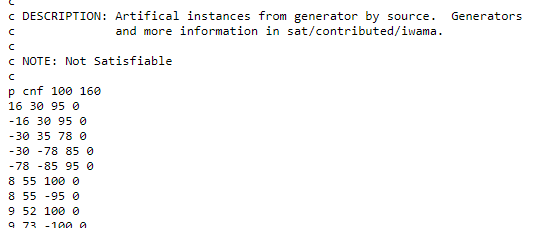 c
c DESCRIPTION: Artifical instances from generator by source.  Generators
c              and more information in sat/contributed/iwama.
c
c NOTE: Not Satisfiable
c
p cnf 100 160
16 30 95 0
-16 30 95 0
-30 35 78 0
-30 -78 85 0
-78 -85 95 0
8 55 100 0
8 55 -95 0
9 52 100 0
9 73 -100 0